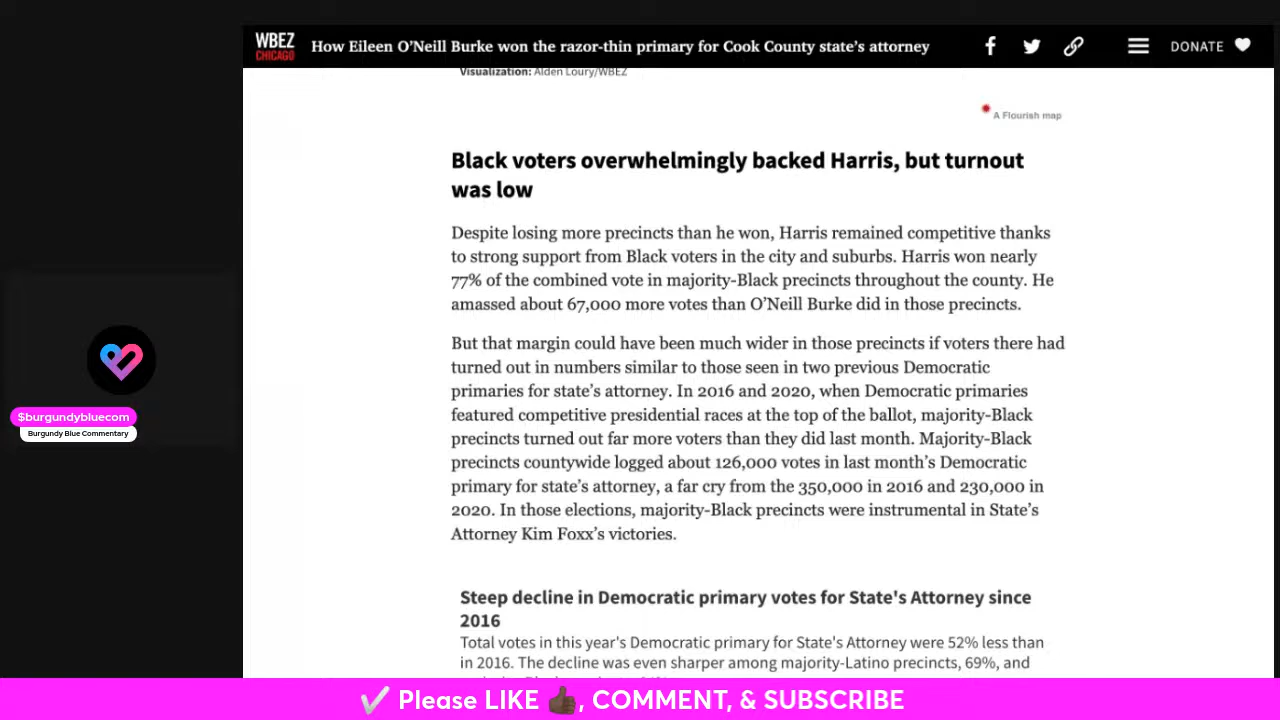 WBEZ
CHICAGO
How Eileen O'Neill Burke won the razor-thin primary for Cook County state's attorney
DONATE
Visualization: Alden Loury/WBEZ
A Flourish map
Black voters overwhelmingly backed Harris, but turnout
was low
Despite losing more precincts than he won, Harris remained competitive thanks
to strong support from Black voters in the city and suburbs. Harris won nearly
77% of the combined vote in majority-Black precincts throughout the county. He
amassed about 67,000 more votes than O'Neill Burke did in those precincts.
But that margin could have been much wider in those precincts if voters there had
turned out in numbers similar to those seen in two previous Democratic
primaries for state's attorney. In 2016 and 2020, when Democratic primaries
featured competitive presidential races at the top of the ballot, majority-Black
precincts turned out far more voters than they did last month. Majority-Black
precincts countywide logged about 126,000 votes in last month's Democratic
primary for state's attorney, a far cry from the 350,000 in 2016 and 230,000 in
2020. In those elections, majority-Black precincts were instrumental in State's
Attorney Kim Foxx's victories.
Steep decline in Democratic primary votes for State's Attorney since
2016
Total votes in this year's Democratic primary for State's Attorney were 52% less than
in 2016. The decline was even sharper among majority-Latino precincts, 69%, and
$burgundybluecom
Burgundy Blue Commentary
✔️ Please LIKE 👍🏿, COMMENT, & SUBSCRIBE